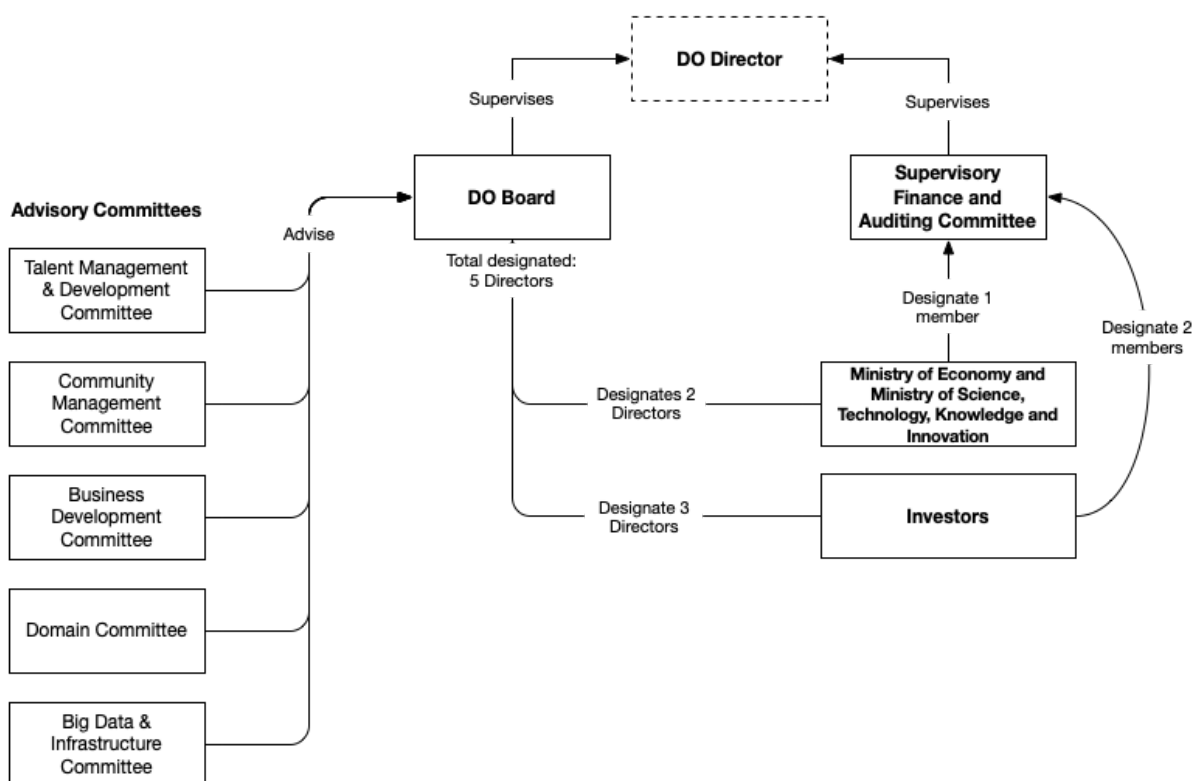 DO Director
Supervises
Supervises
DO Board
Supervisory
Finance and
Auditing Committee
Advisory Committees
Advise
Total designated:
5 Directors
Talent Management
& Development
Committee
Designate 1
member
Designate 2
members
Community
Management
Committee
Designates 2
Directors
Ministry of Economy and
Ministry of Science,
Technology, Knowledge and
Innovation
Business
Development
Committee
Designate 3
Directors
Investors
Domain Committee
Big Data &
Infrastructure
Committee